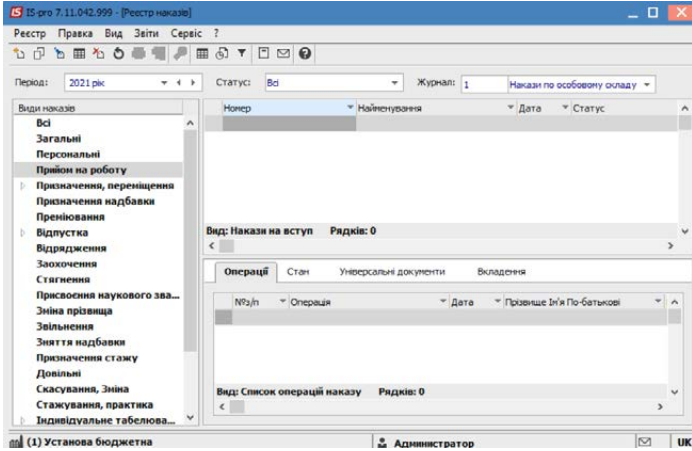 IS-pro 7.11.042.999 - [Реєстр наказів]
Реєстр Правка Вид Звіти Сервіс ?
Період: 2021 рік Статус: Всі Журнал: 1 Накази по особовому складу
Види наказів
Всі
Загальні
Персональні
Прийом на роботу
Призначення, переміщення
Призначення надбавки
Преміювання
Відпустка
Відрядження
Заохочення
Стягнення
Присвоєння наукового зва...
Зміна прізвища
Звільнення
Зняття надбавки
Призначення стажу
Довільні
Скасування, Зміна
Стажування, практика
Індивідуальне табелюва...
Номер Найменування Дата Статус
Вид: Накази на вступ Рядків: 0
Операції Стан Універсальні документи Вкладення
№з/п Операція Дата Прізвище Ім'я По-батькові
Вид: Список операцій наказу Рядків: 0
(1) Установа бюджетна Администратор UK